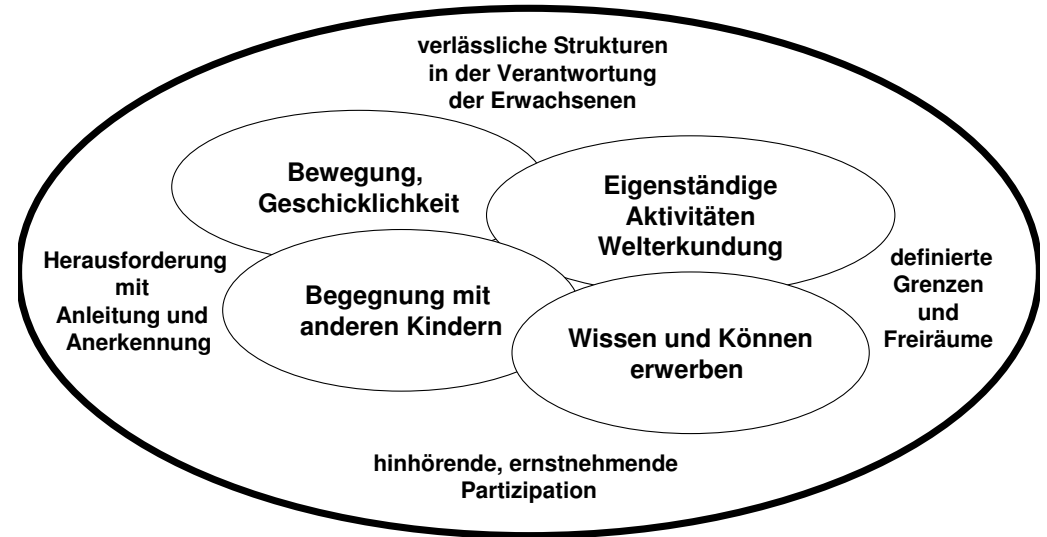 verlässliche Strukturen
in der Verantwortung
der Erwachsenen
Bewegung,
Geschicklichkeit
Eigenständige
Aktivitäten
Welterkundung
Herausforderung
mit
Anleitung und
Anerkennung
Begegnung mit
anderen Kindern
Wissen und Können
erwerben
definierte
Grenzen
und
Freiräume
hinhörende, ernstnehmende
Partizipation